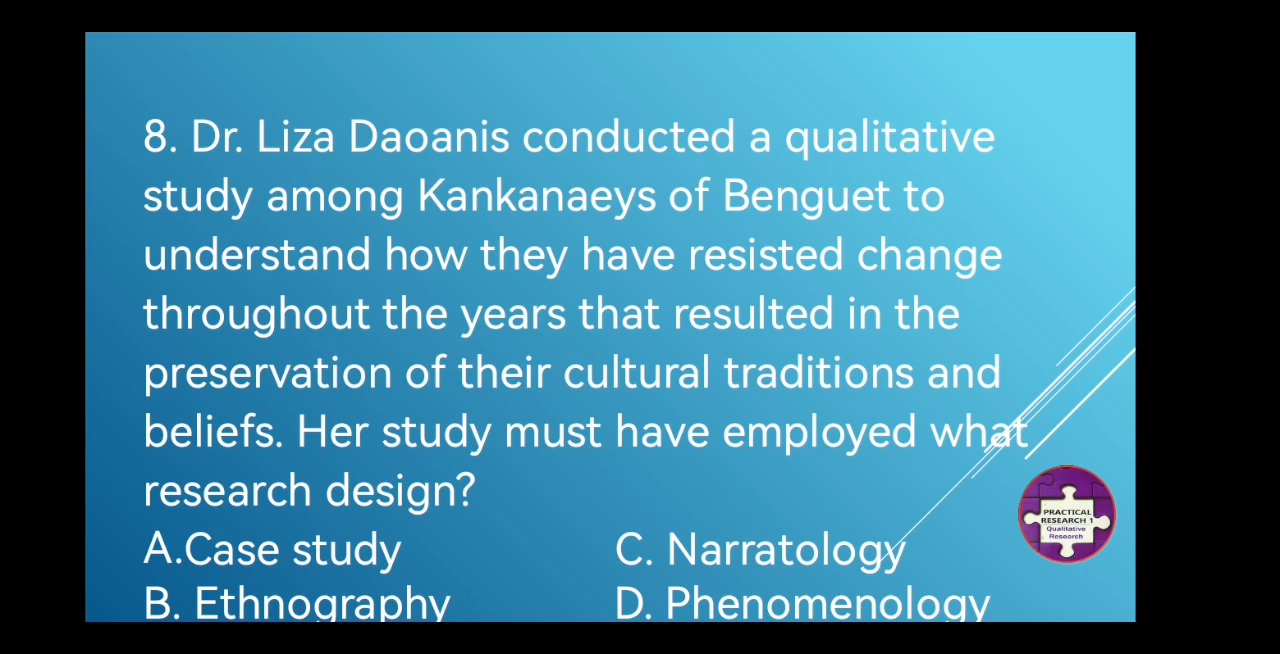 8. Dr. Liza Daoanis conducted a qualitative
study among Kankanaeys of Benguet to
understand how they have resisted change
throughout the years that resulted in the
preservation of their cultural traditions and
beliefs. Her study must have employed what
research design?
A.Case study C. Narratology
B. Ethnography D. Phenomenology
PRACTICAL
RESEARCH 1
Qualitative
Research